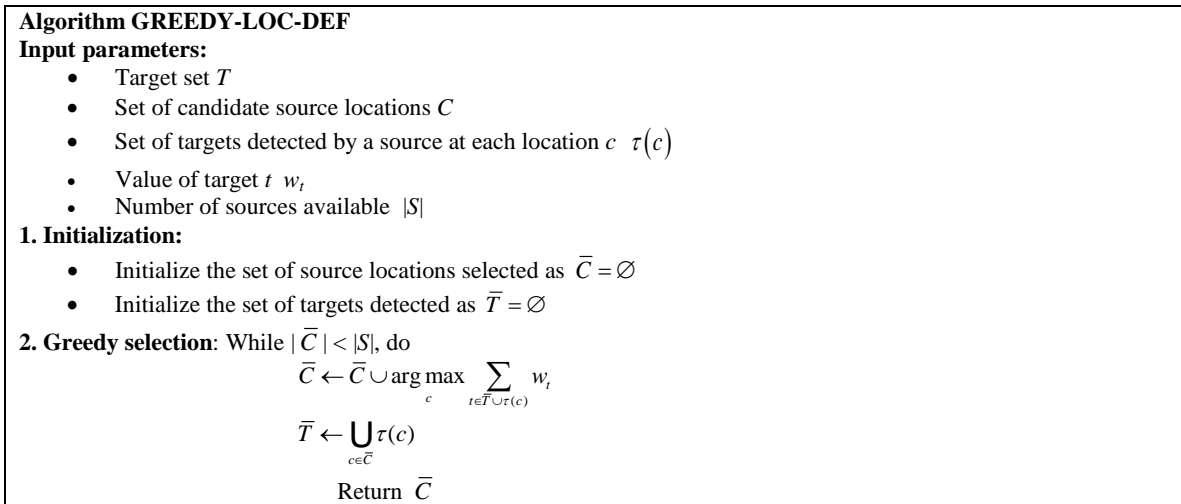 Algorithm GREEDY-LOC-DEF
Input parameters:
• Target set T
• Set of candidate source locations C
• Set of targets detected by a source at each location c τ(c)
• Value of target t w_t
• Number of sources available |S|
1. Initialization:
• Initialize the set of source locations selected as C̅ = ∅
• Initialize the set of targets detected as T̅ = ∅
2. Greedy selection: While | C̅ | < |S|, do
C̅ ← C̅ ∪ arg max_c ∑_{t∈T̅∪τ(c)} w_t
T̅ ← ⋃_{c∈C̅} τ(c)
Return C̅